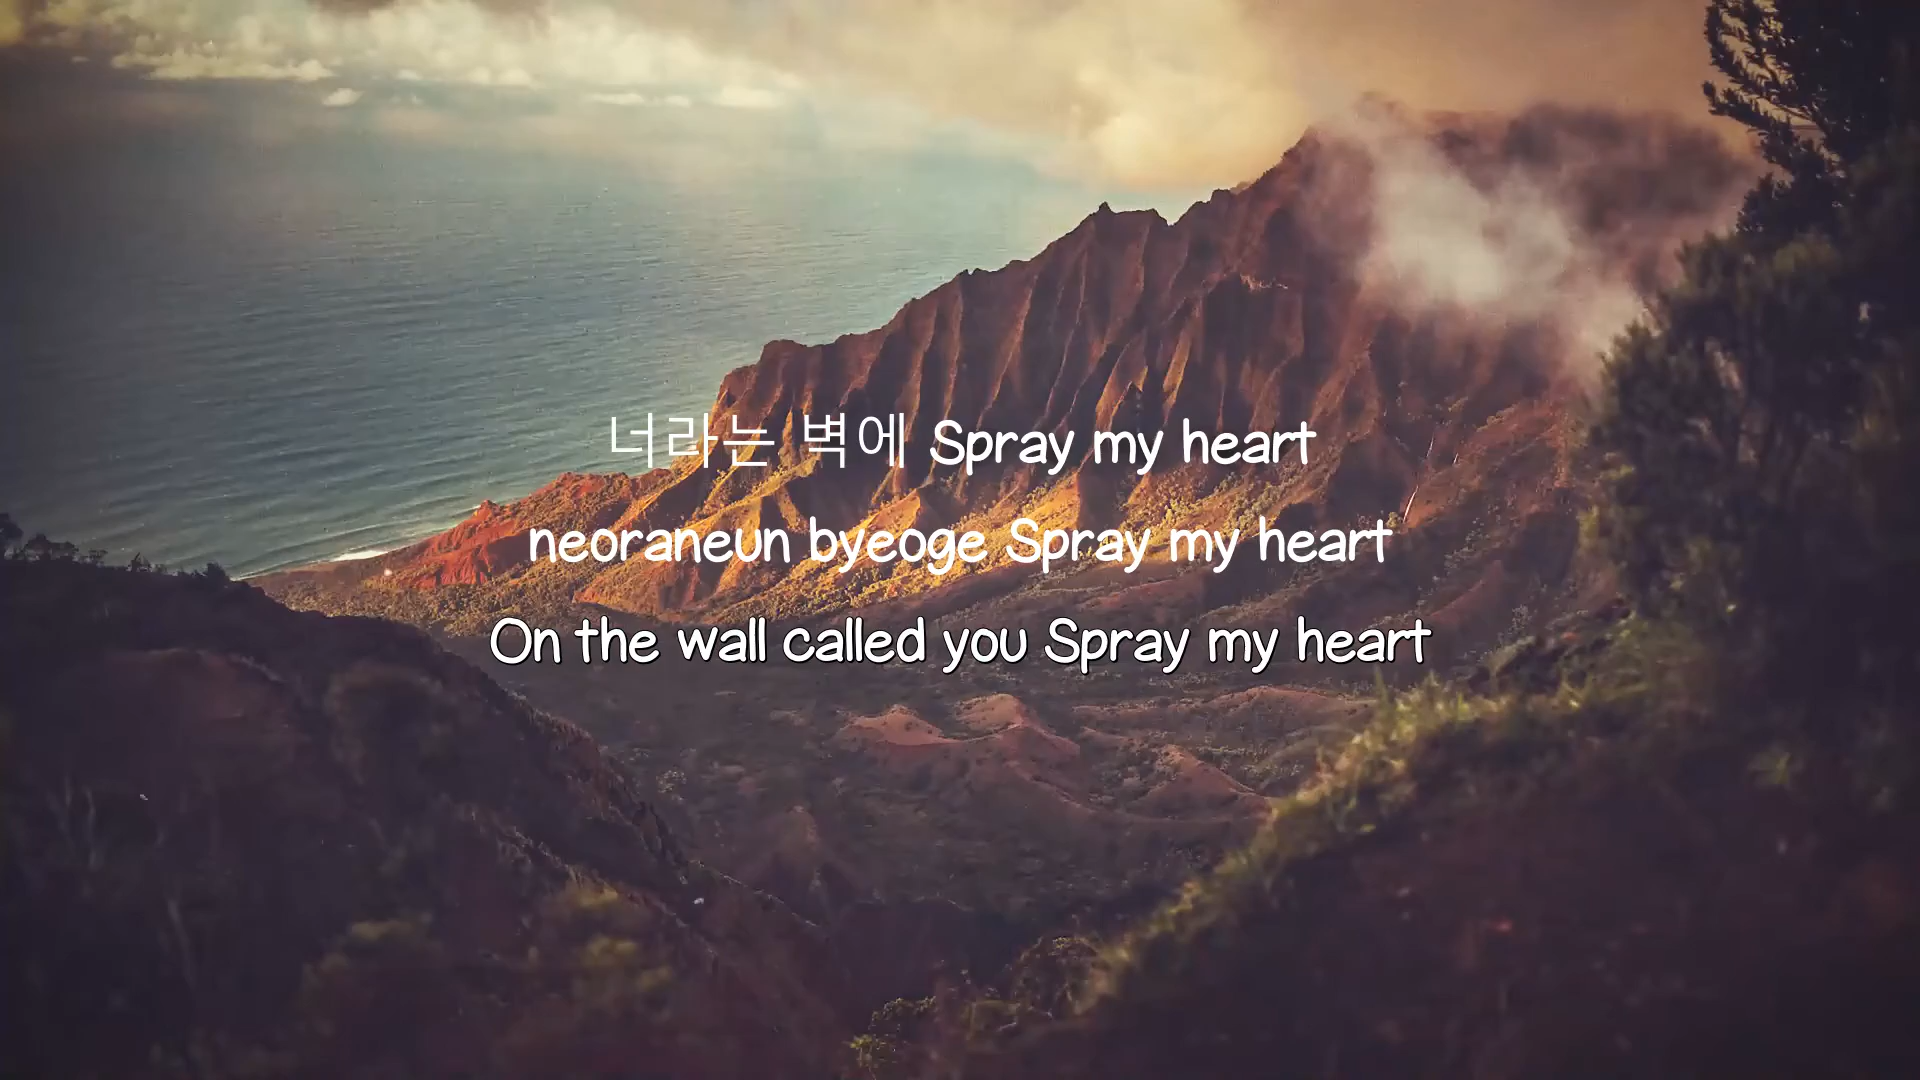 너라는 벽에 Spray my heart
neoraneun byeoge Spray my heart
On the wall called you Spray my heart